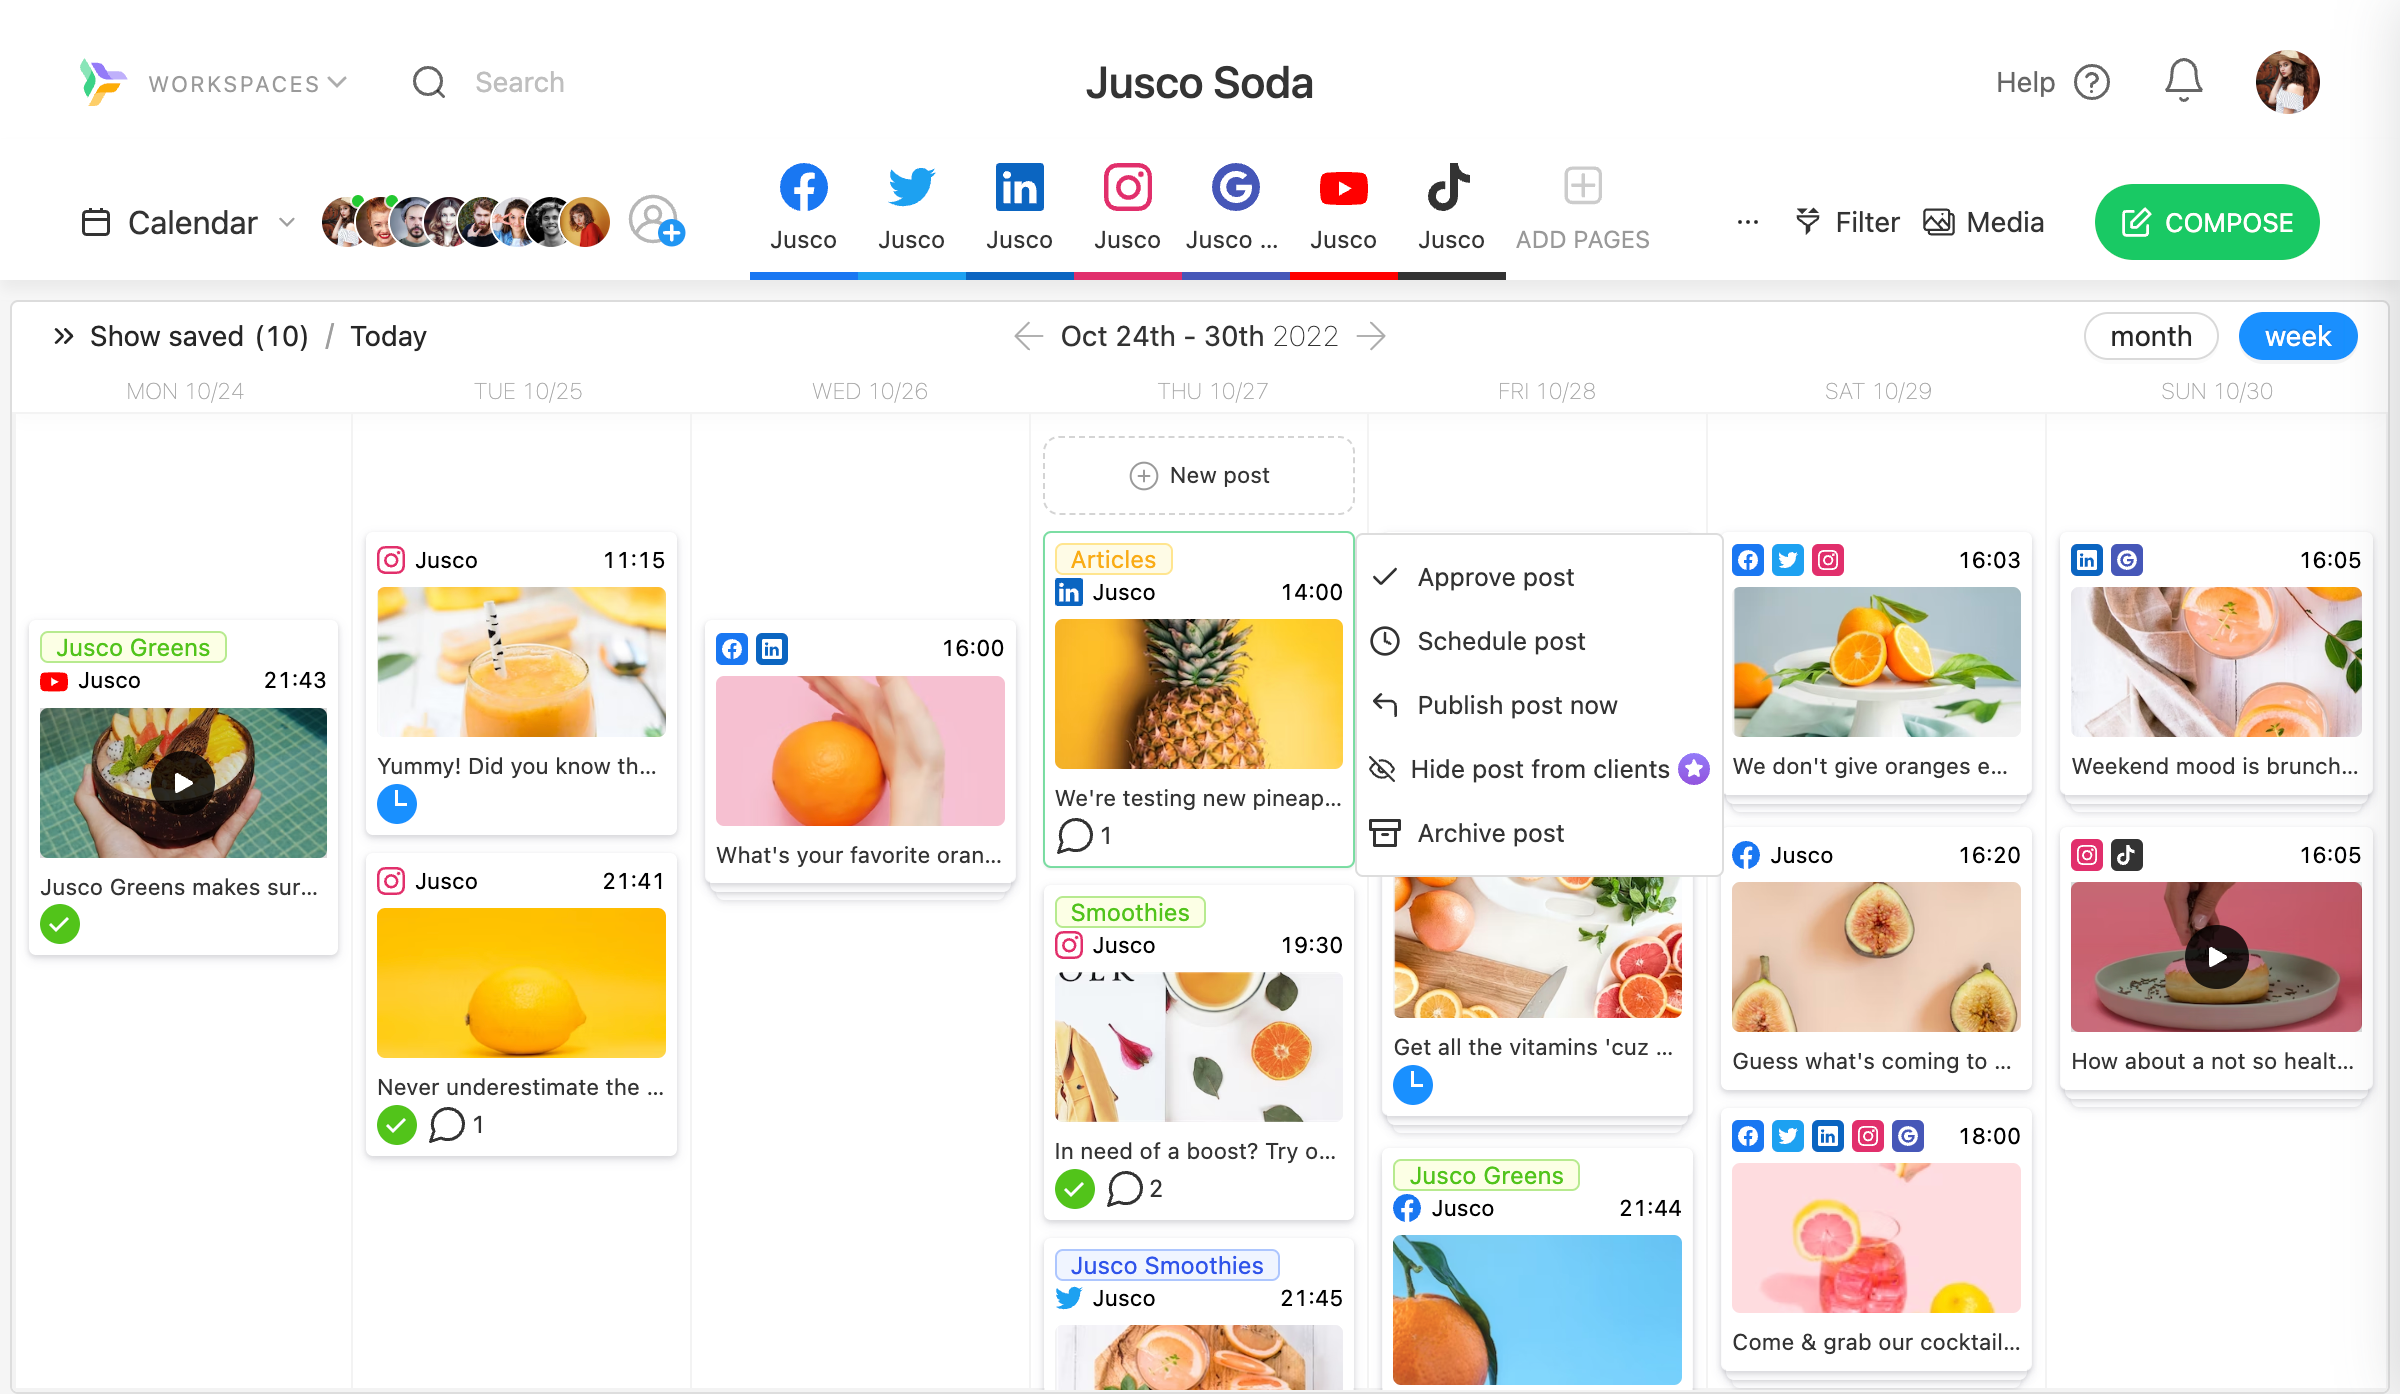 WORKSPACES
Search
Jusco Soda
Help
Calendar
Jusco
Jusco
Jusco
Jusco
Jusco ...
Jusco
Jusco
ADD PAGES
Filter
Media
COMPOSE
Show saved (10) / Today
Oct 24th - 30th 2022
month
week
MON 10/24
TUE 10/25
WED 10/26
THU 10/27
FRI 10/28
SAT 10/29
SUN 10/30
Jusco Greens
Jusco 21:43
Jusco Greens makes sur...
Jusco 11:15
Yummy! Did you know th...
Jusco 21:41
Never underestimate the ...
1
16:00
What's your favorite oran...
New post
Articles
Jusco 14:00
We're testing new pineap...
1
Smoothies
Jusco 19:30
In need of a boost? Try o...
2
Jusco Smoothies
Jusco 21:45
Approve post
Schedule post
Publish post now
Hide post from clients
Archive post
Get all the vitamins 'cuz ...
Jusco Greens
Jusco 21:44
16:03
We don't give oranges e...
Jusco 16:20
Guess what's coming to ...
18:00
Come & grab our cocktail...
16:05
Weekend mood is brunch...
16:05
How about a not so healt...